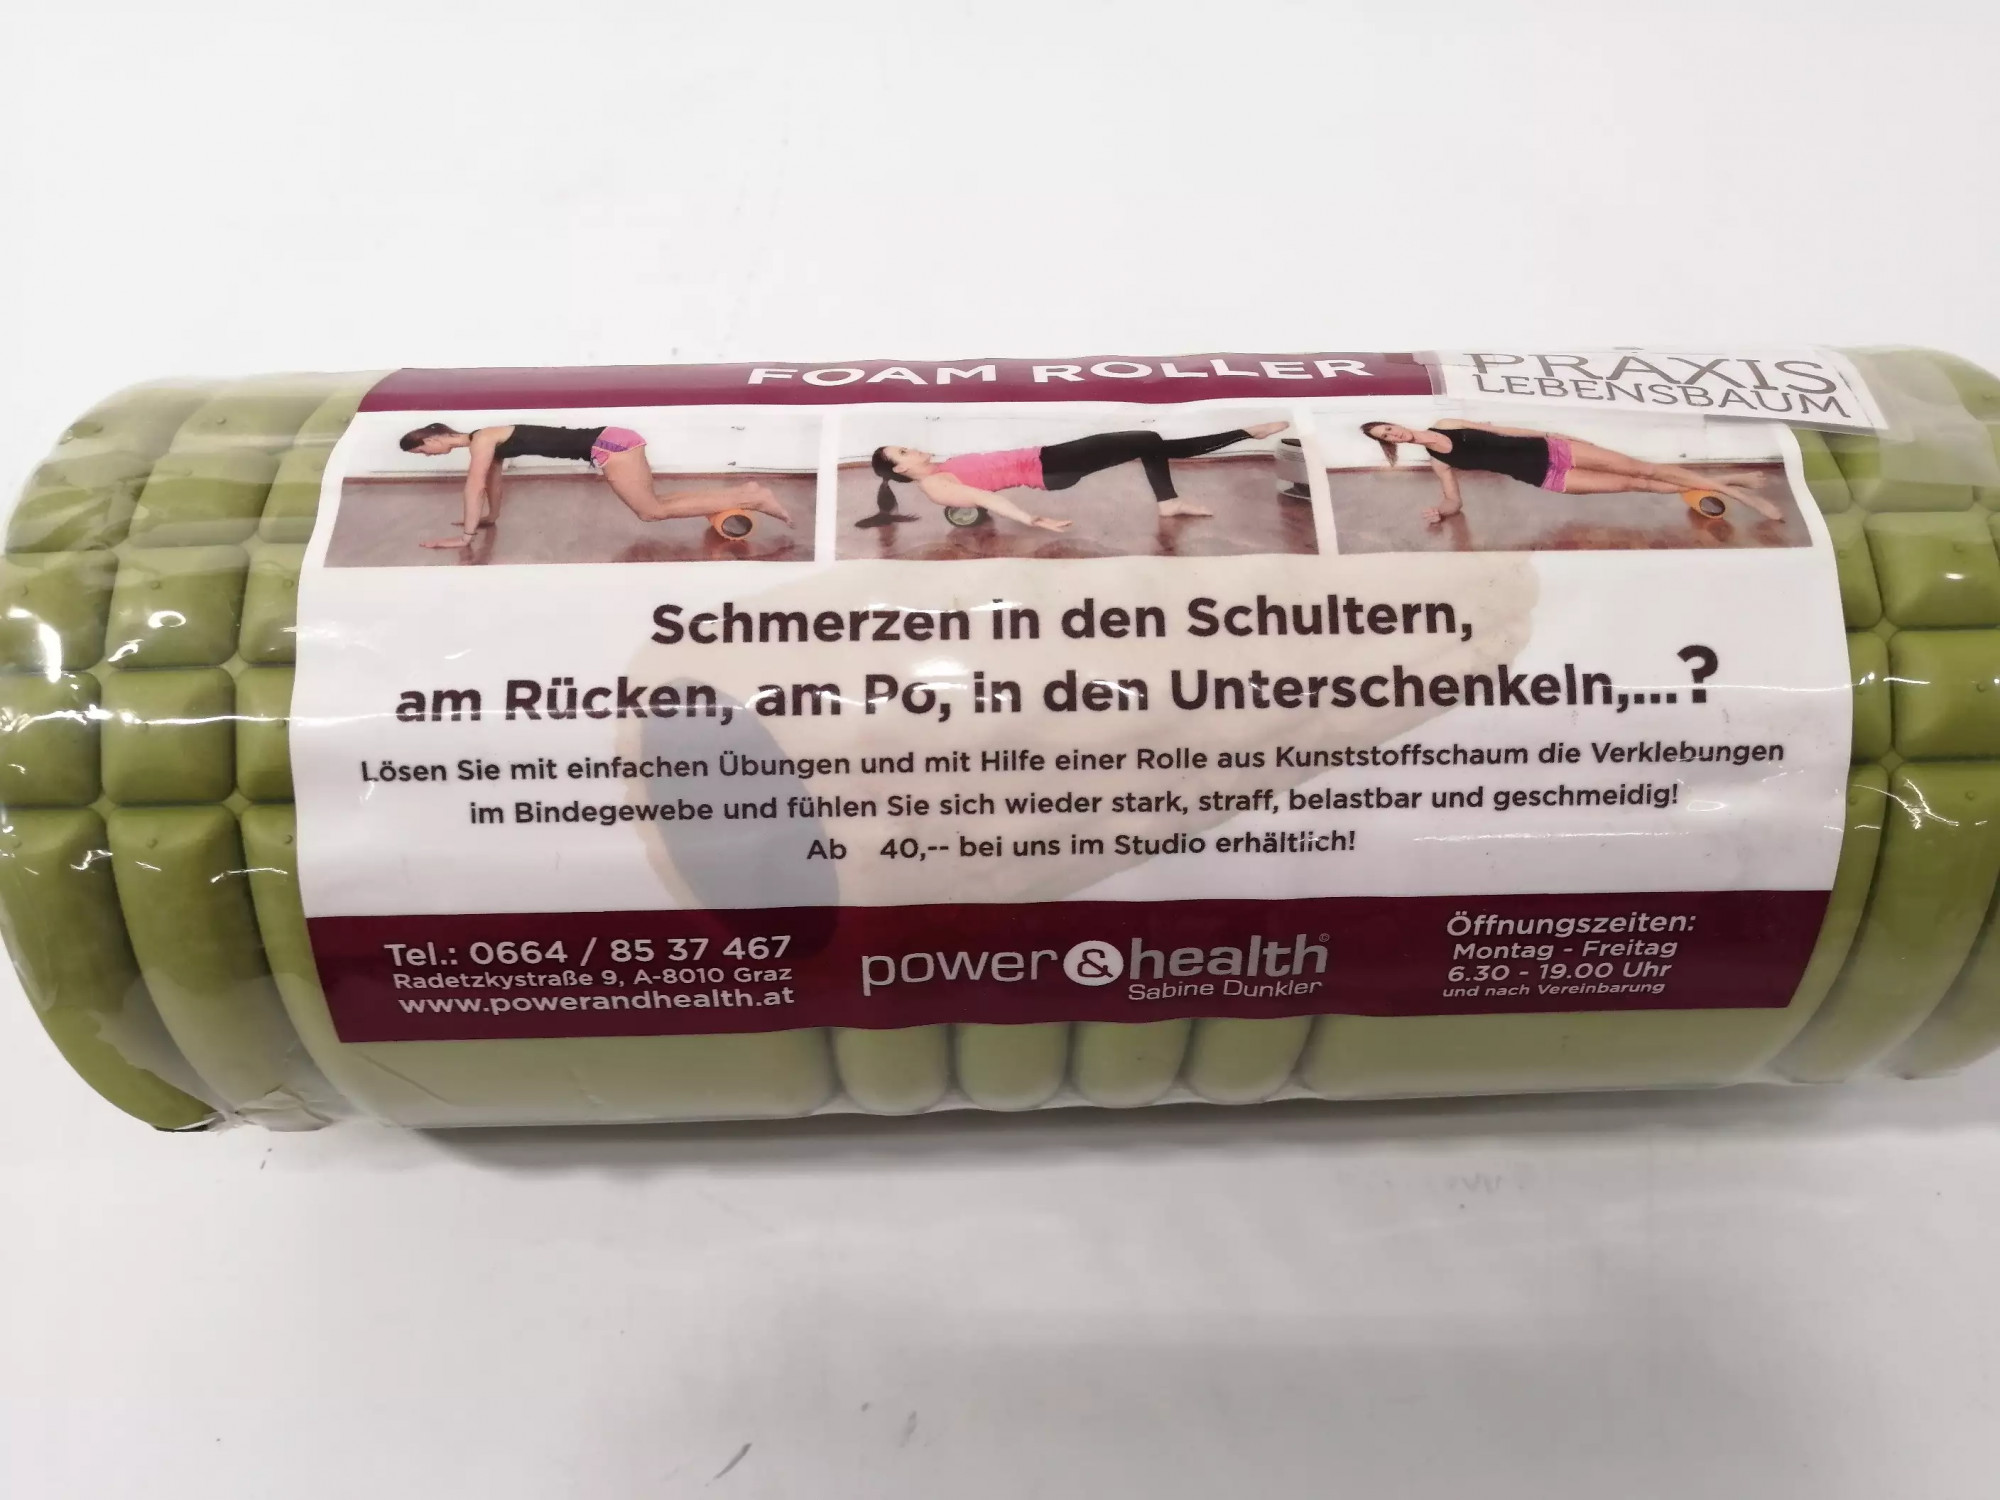 FOAM ROLLER
PRAXIS
LEBENSBAUM
Schmerzen in den Schultern,
am Rücken, am Po, in den Unterschenkeln,...?
Lösen Sie mit einfachen Übungen und mit Hilfe einer Rolle aus Kunststoffschaum die Verklebungen
im Bindegewebe und fühlen Sie sich wieder stark, straff, belastbar und geschmeidig!
Ab 40,-- bei uns im Studio erhältlich!
Tel.: 0664 / 85 37 467
Radetzkystraße 9, A-8010 Graz
www.powerandhealth.at
power&health©
Sabine Dunkler
Öffnungszeiten:
Montag - Freitag
6.30 - 19.00 Uhr
und nach Vereinbarung